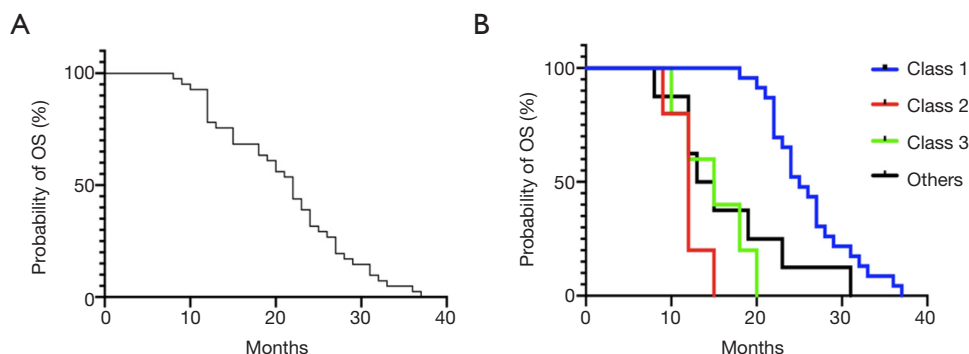 A
Probability of OS (%)
100
50
0
0 10 20 30 40
Months
B
Probability of OS (%)
100
50
0
0 10 20 30 40
Months
Class 1
Class 2
Class 3
Others